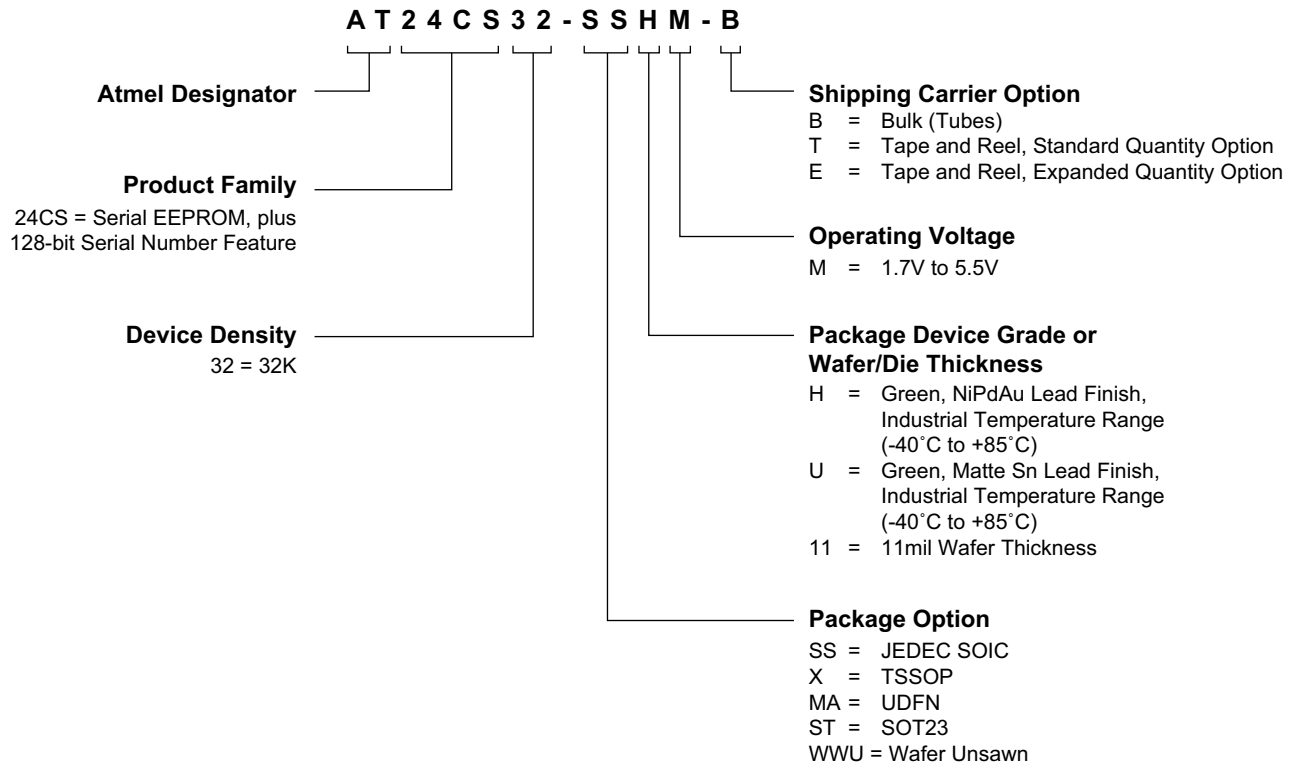 AT24CS32-SSHM-B
Atmel Designator
Product Family
24CS = Serial EEPROM, plus
128-bit Serial Number Feature
Device Density
32 = 32K
Shipping Carrier Option
B = Bulk (Tubes)
T = Tape and Reel, Standard Quantity Option
E = Tape and Reel, Expanded Quantity Option
Operating Voltage
M = 1.7V to 5.5V
Package Device Grade or
Wafer/Die Thickness
H = Green, NiPdAu Lead Finish,
Industrial Temperature Range
(-40˚C to +85˚C)
U = Green, Matte Sn Lead Finish,
Industrial Temperature Range
(-40˚C to +85˚C)
11 = 11mil Wafer Thickness
Package Option
SS = JEDEC SOIC
X = TSSOP
MA = UDFN
ST = SOT23
WWU = Wafer Unsawn